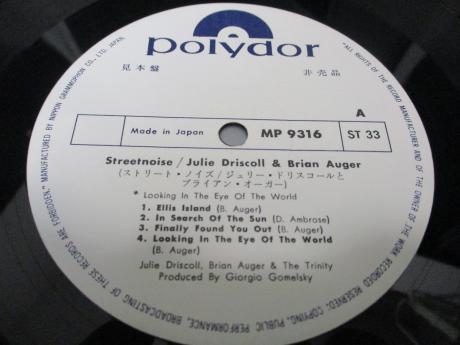 polydor
見本盤
非売品
A
Made in Japan
MP 9316
ST 33
Streetnoise / Julie Driscoll & Brian Auger
(ストリート・ノイズ/ジュリー・ドリスコールと
ブライアン・オーガー)
* Looking In The Eye Of The World
1. Ellis Island (B. Auger)
2. In Search Of The Sun (D. Ambrose)
3. Finally Found You Out (B. Auger)
4. Looking In The Eye Of The World
(B. Auger)
Julie Driscoll, Brian Auger & The Trinity
Produced By Giorgio Gomelsky
"ALL RIGHTS OF THE RECORD MANUFACTURER AND OF THE OWNER OF THE WORK RECORDED RESERVED. COPYING, PUBLIC PERFORMANCE, BROADCASTING OF THESE RECORDS ARE FORBIDDEN." MANUFACTURED BY NIPPON GRAMMOPHON CO., LTD. JAPAN.